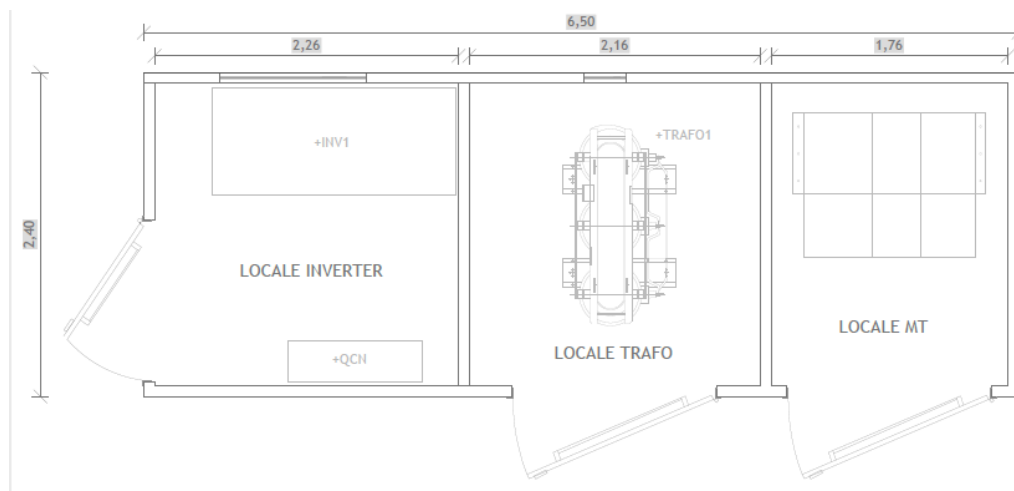 6,50
2,26
2,16
1,76
2,40
+INV1
+TRAFO1
LOCALE INVERTER
LOCALE MT
LOCALE TRAFO
+QCN